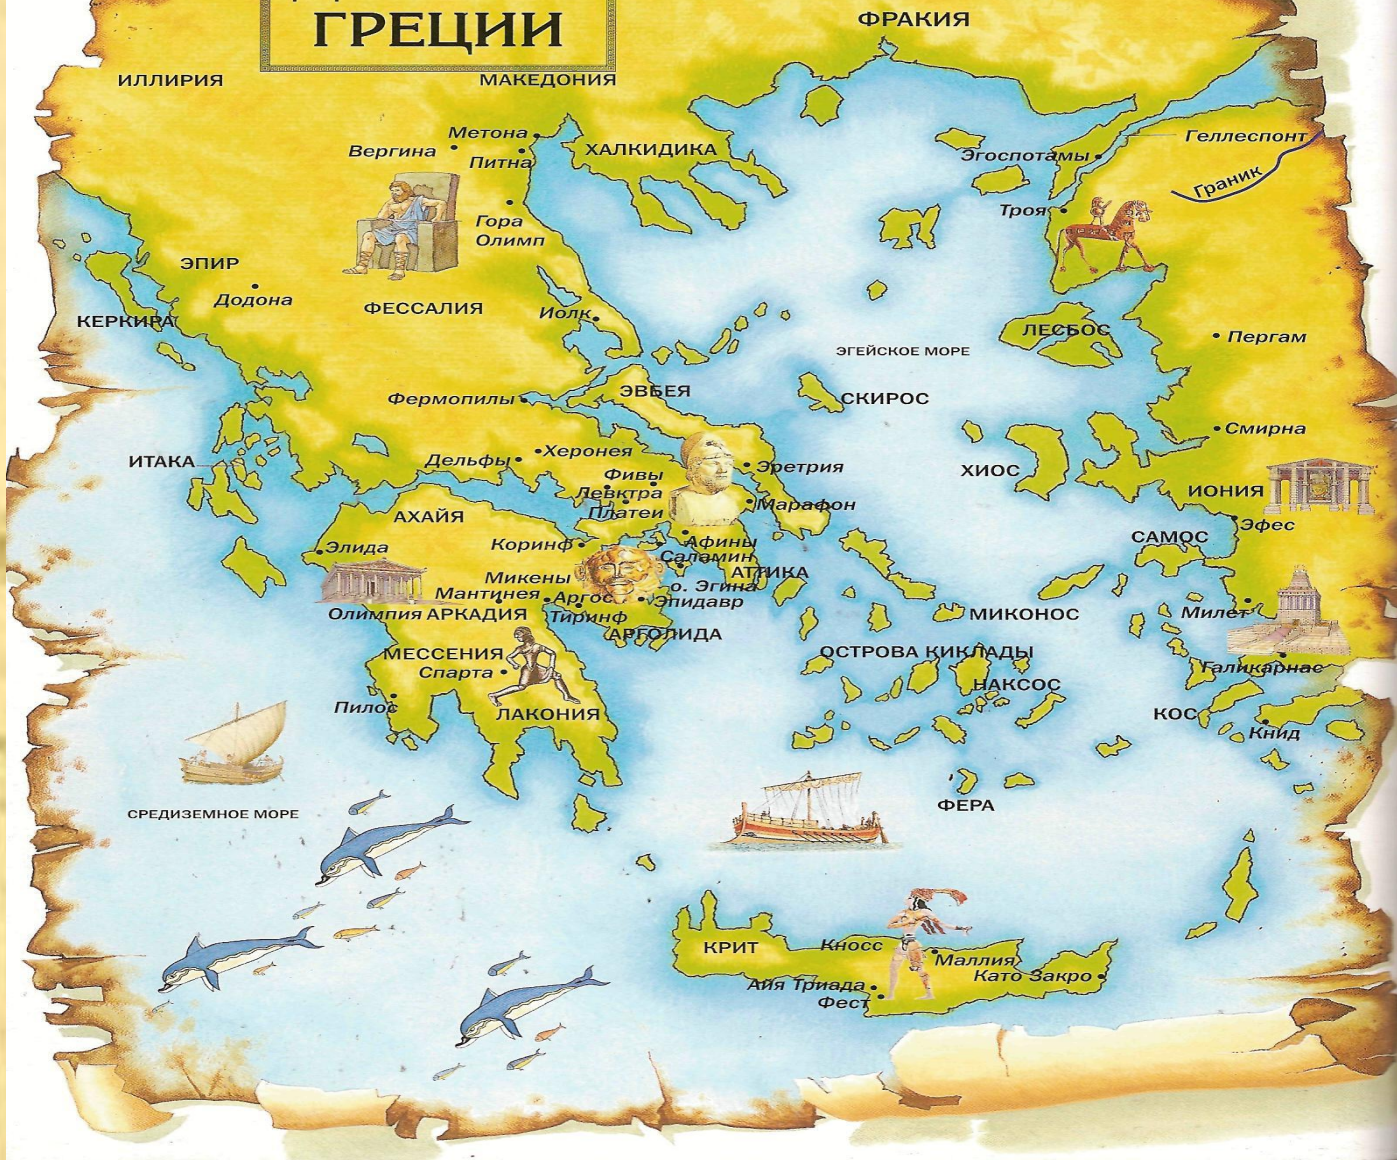 ГРЕЦИИ
ФРАКИЯ
ИЛЛИРИЯ
МАКЕДОНИЯ
Метона
Вергина
Питна
ХАЛКИДИКА
Геллеспонт
Эгоспотамы
Граник
Троя
Гора
Олимп
ЭПИР
Додона
ФЕССАЛИЯ
Иолк
КЕРКИРА
ЛЕСБОС
Пергам
ЭГЕЙСКОЕ МОРЕ
ЭВБЕЯ
СКИРОС
Фермопилы
Смирна
Херонея
Дельфы
ИТАКА
Фивы
Эретрия
ХИОС
Левктра
Платеи
Марафон
ИОНИЯ
АХАЙЯ
Эфес
Элида
Коринф
Афины
САМОС
Саламин
АТТИКА
Микены
о. Эгина
Мантинея
Аргос
Эпидавр
Олимпия
АРКАДИЯ
Тиринф
МИКОНОС
Милет
АРГОЛИДА
МЕССЕНИЯ
ОСТРОВА КИКЛАДЫ
Спарта
Галикарнас
НАКСОС
Пилос
ЛАКОНИЯ
КОС
Книд
СРЕДИЗЕМНОЕ МОРЕ
ФЕРА
КРИТ
Кносс
Маллия
Като Закро
Айя Триада
Фест